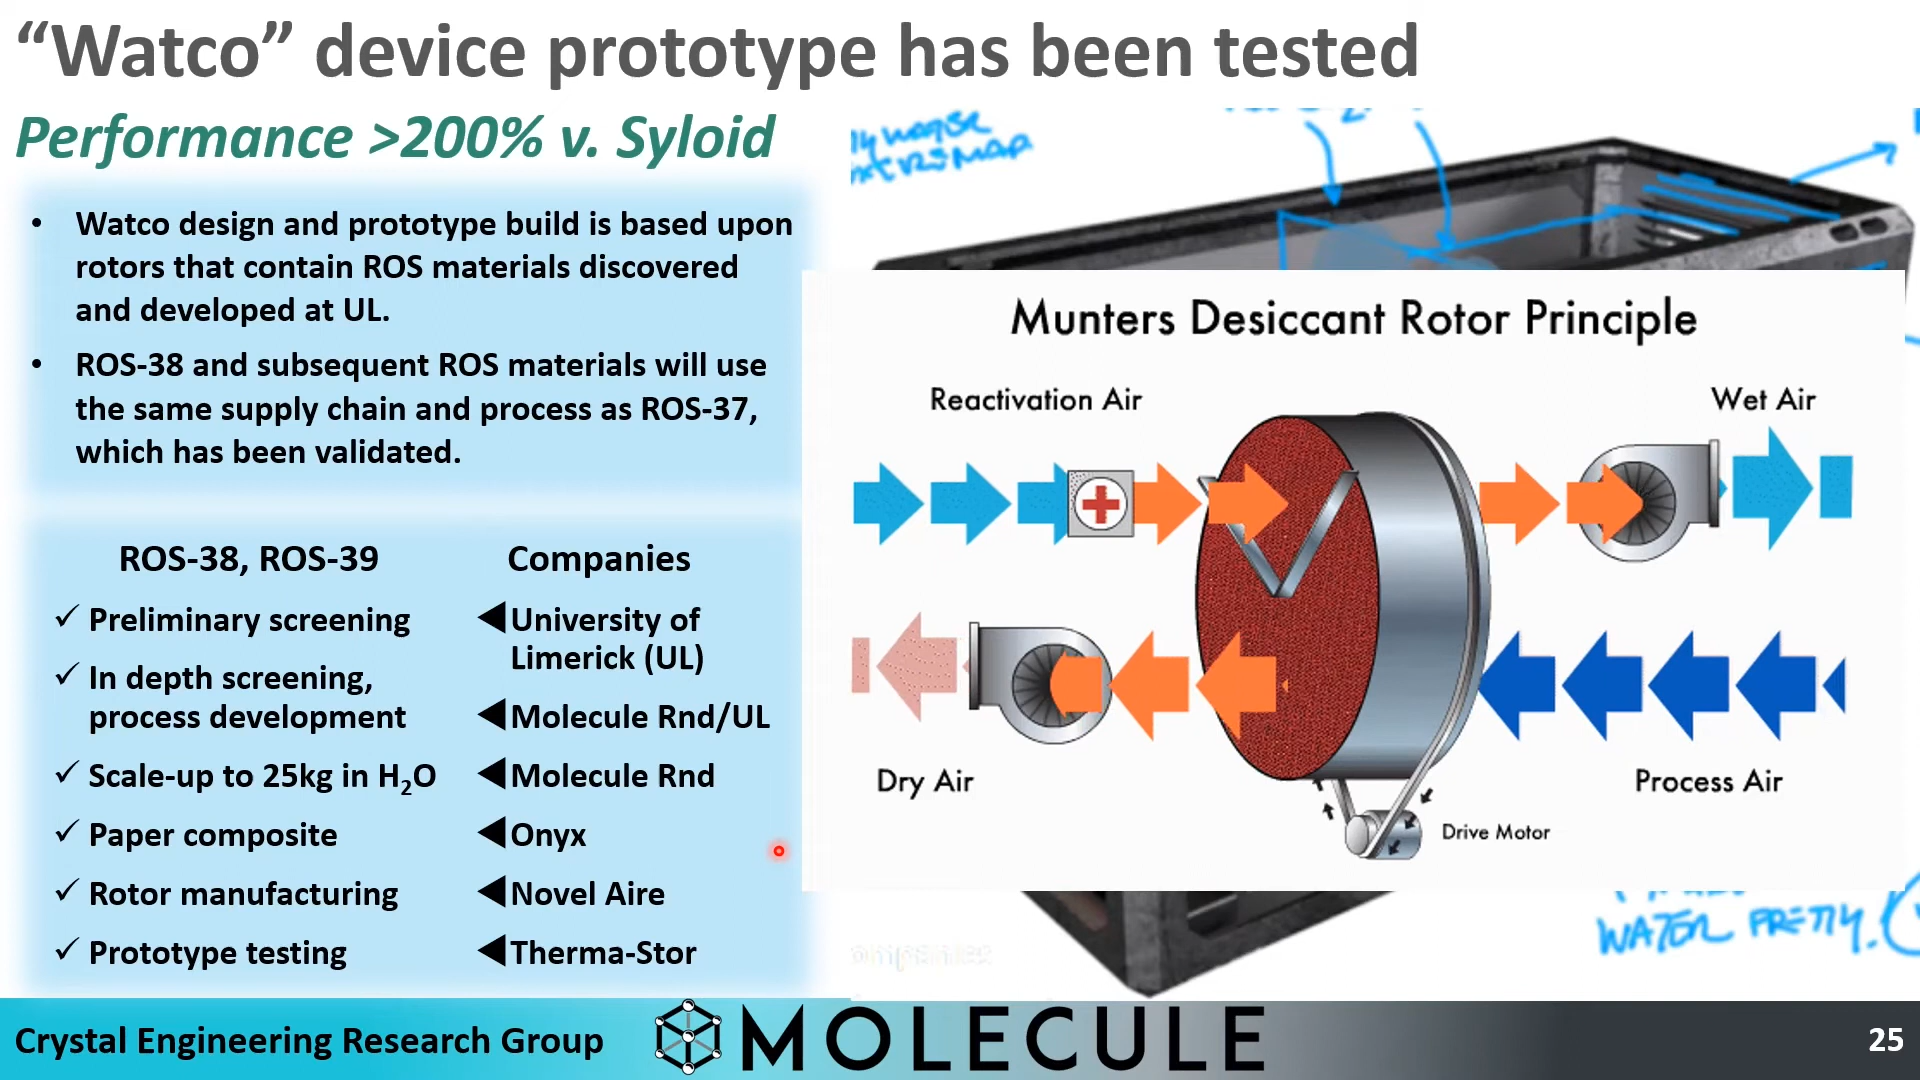 “Watco” device prototype has been tested
Performance >200% v. Syloid
• Watco design and prototype build is based upon
rotors that contain ROS materials discovered
and developed at UL.
• ROS-38 and subsequent ROS materials will use
the same supply chain and process as ROS-37,
which has been validated.
ROS-38, ROS-39
✓ Preliminary screening
✓ In depth screening,
process development
✓ Scale-up to 25kg in H₂O
✓ Paper composite
✓ Rotor manufacturing
✓ Prototype testing
Companies
◀University of
Limerick (UL)
◀Molecule Rnd/UL
◀Molecule Rnd
◀Onyx
◀Novel Aire
◀Therma-Stor
Munters Desiccant Rotor Principle
Reactivation Air
Wet Air
Dry Air
Process Air
Drive Motor
WATER PRETTY.
Crystal Engineering Research Group
MOLECULE
25